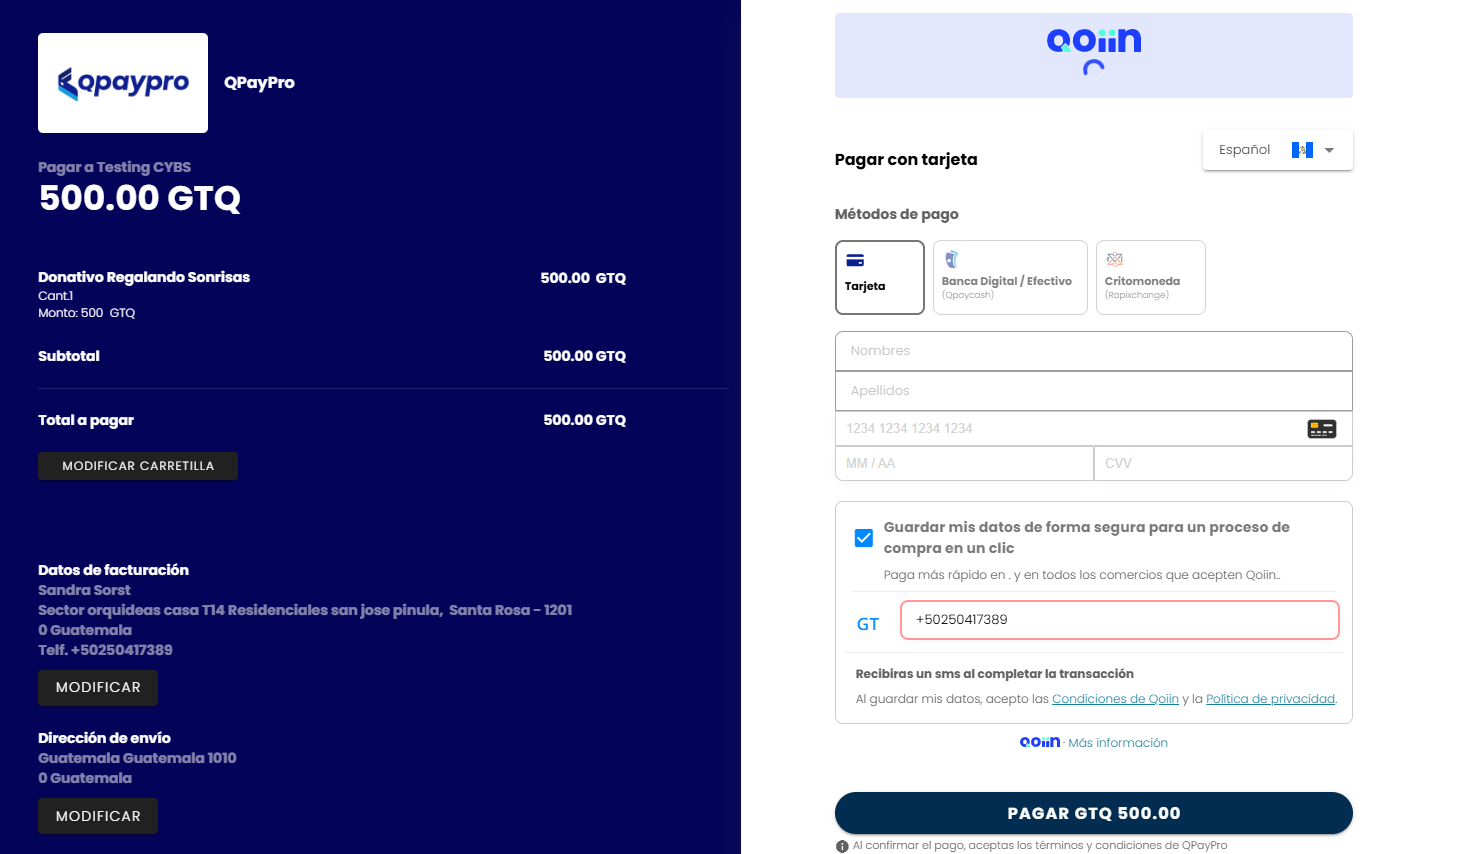 Qpaypro
QPayPro
Pagar a Testing CYBS
500.00 GTQ
Donativo Regalando Sonrisas 500.00 GTQ
Cant.1
Monto: 500 GTQ
Subtotal 500.00 GTQ
Total a pagar 500.00 GTQ
MODIFICAR CARRETILLA
Datos de facturación
Sandra Sorst
Sector orquideas casa T14 Residenciales san jose pinula, Santa Rosa - 1201
0 Guatemala
Telf. +50250417389
MODIFICAR
Dirección de envío
Guatemala Guatemala 1010
0 Guatemala
MODIFICAR
QOIIN
Pagar con tarjeta
Español
Métodos de pago
Tarjeta
Banca Digital / Efectivo
(Qpaycash)
Critomoneda
(Rapixchange)
Nombres
Apellidos
1234 1234 1234 1234
MM / AA CVV
Guardar mis datos de forma segura para un proceso de
compra en un clic
Paga más rápido en . y en todos los comercios que acepten Qoiin..
GT +50250417389
Recibiras un sms al completar la transacción
Al guardar mis datos, acepto las Condiciones de Qoiin y la Política de privacidad.
QOIIN · Más información
PAGAR GTQ 500.00
Al confirmar el pago, aceptas los términos y condiciones de QPayPro